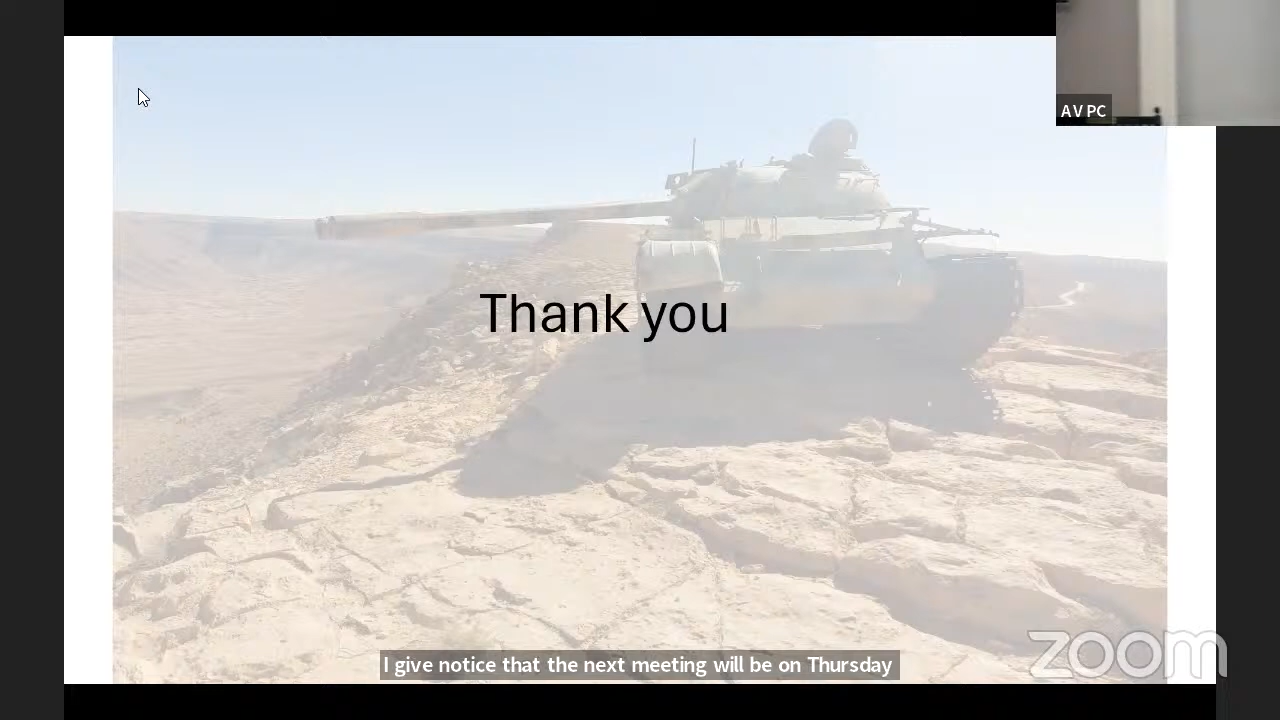 A V PC
Thank you
I give notice that the next meeting will be on Thursday
zoom